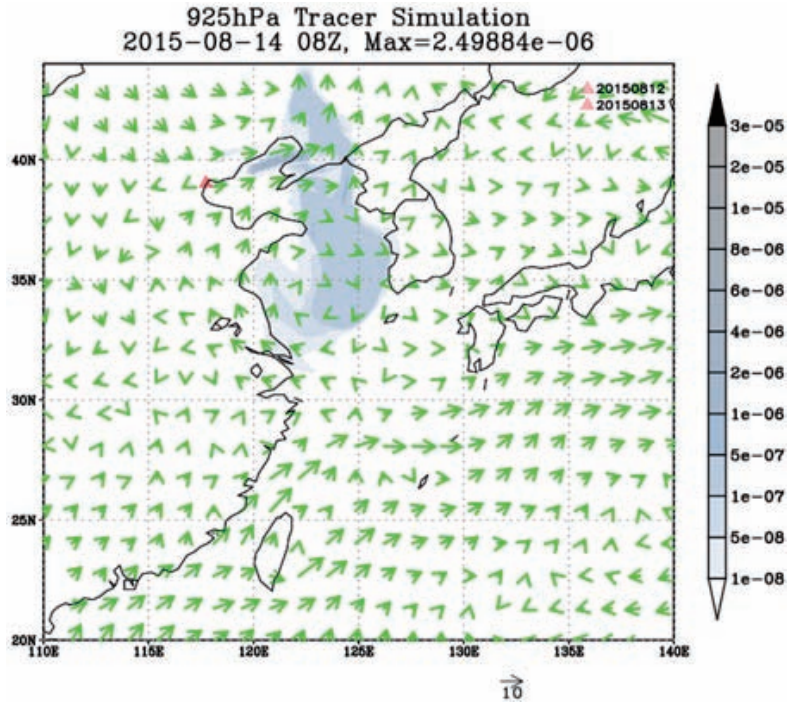 925hPa Tracer Simulation
2015-08-14 08Z, Max=2.49884e-06
20150812
20150813
40N
35N
30N
25N
20N
110E
115E
120E
125E
130E
135E
140E
3e-05
2e-05
1e-05
8e-06
6e-06
4e-06
2e-06
1e-06
5e-07
1e-07
5e-08
1e-08
10